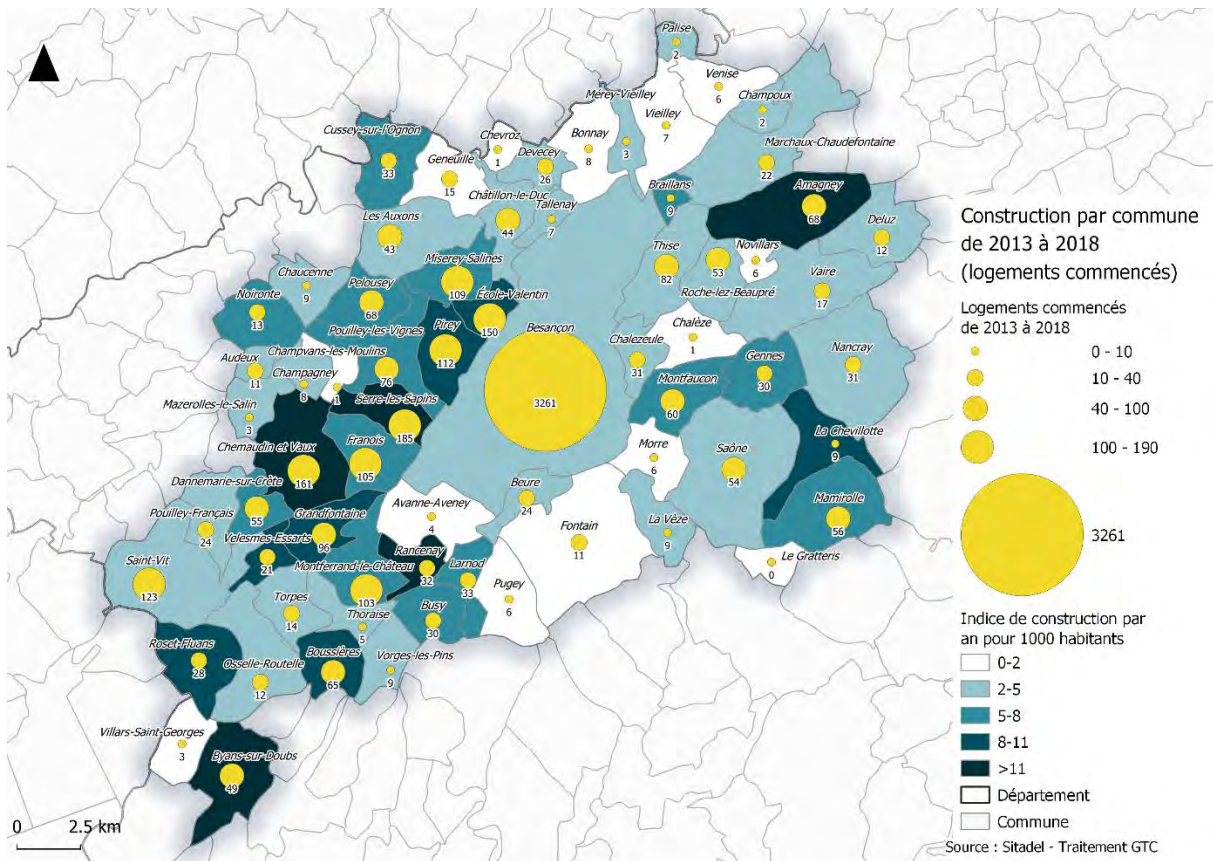 Palise
2
Venise
6
Mérey-Vieilley
Vieilley
7
Champoux
2
Cussey-sur-l'Ognon
33
Chevroz
1
Bonnay
8
3
Geneuille
15
Devecey
26
Marchaux-Chaudefontaine
22
Amagney
68
Braillans
9
Châtillon-le-Duc
44
Tallenay
7
Les Auxons
43
Deluz
12
Thise
82
53
Novillars
6
Miserey-Salines
109
Chaucenne
9
Pelousey
68
École-Valentin
150
Vaire
17
Roche-lez-Beaupré
Noironte
13
Pouilley-les-Vignes
76
Pirey
112
Besançon
3261
Chalezeule
31
Chalèze
1
Nancray
31
Audeux
11
Champvans-les-Moulins
1
Champagney
8
Gennes
30
Montfaucon
60
Mazerolles-le-Salin
3
Serre-les-Sapins
185
La Chevillotte
9
Chemaudin et Vaux
161
Franois
105
Morre
6
Saône
54
Dannemarie-sur-Crète
55
Beure
24
Mamirolle
56
Pouilley-Français
24
Grandfontaine
96
Avanne-Aveney
4
Fontain
11
La Vèze
9
Velesmes-Essarts
21
Rancenay
32
Le Gratteris
0
Saint-Vit
123
Montferrand-le-Château
103
Larnod
33
Pugey
6
Torpes
14
Thoraise
5
Busy
30
Roset-Fluans
28
Osselle-Routelle
12
Boussières
65
Vorges-les-Pins
9
Villars-Saint-Georges
3
Byans-sur-Doubs
49
0 2.5 km
Construction par commune
de 2013 à 2018
(logements commencés)
Logements commencés
de 2013 à 2018
0 - 10
10 - 40
40 - 100
100 - 190
3261
Indice de construction par
an pour 1000 habitants
0-2
2-5
5-8
8-11
>11
Département
Commune
Source : Sitadel - Traitement GTC